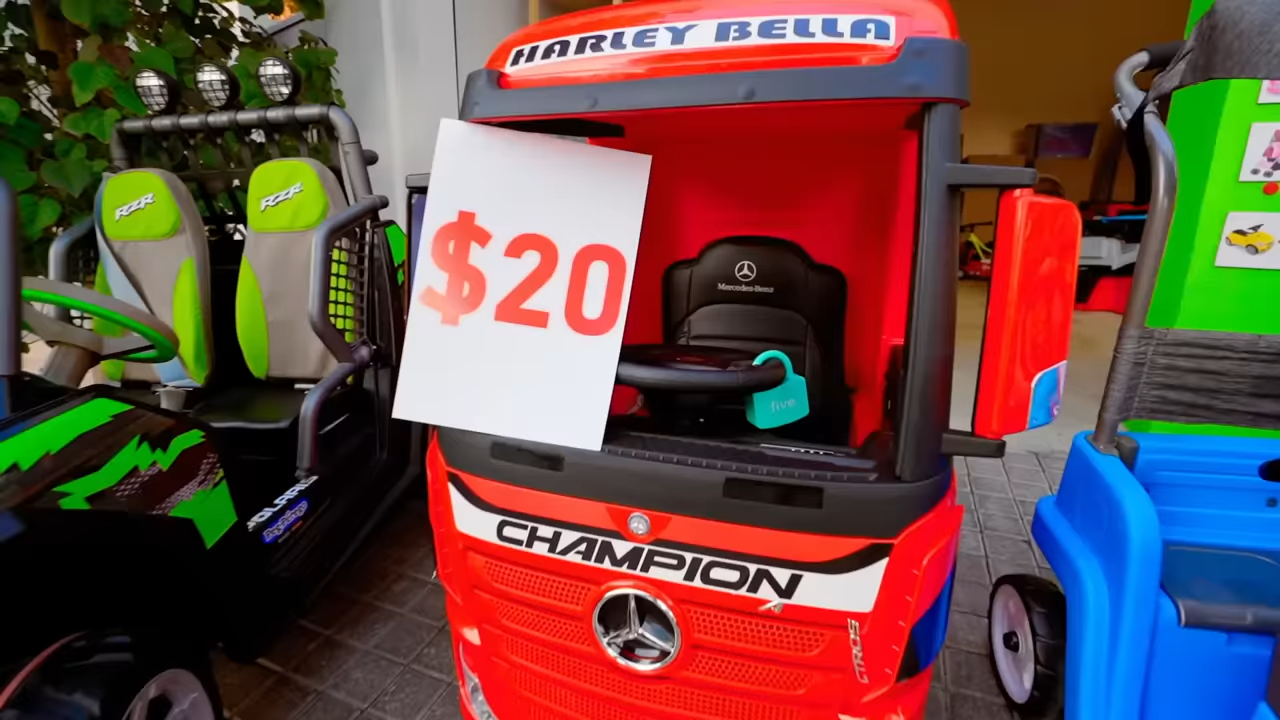 HARLEY BELLA
RZR
RZR
$20
Mercedes-Benz
five
POLARIS
CHAMPION